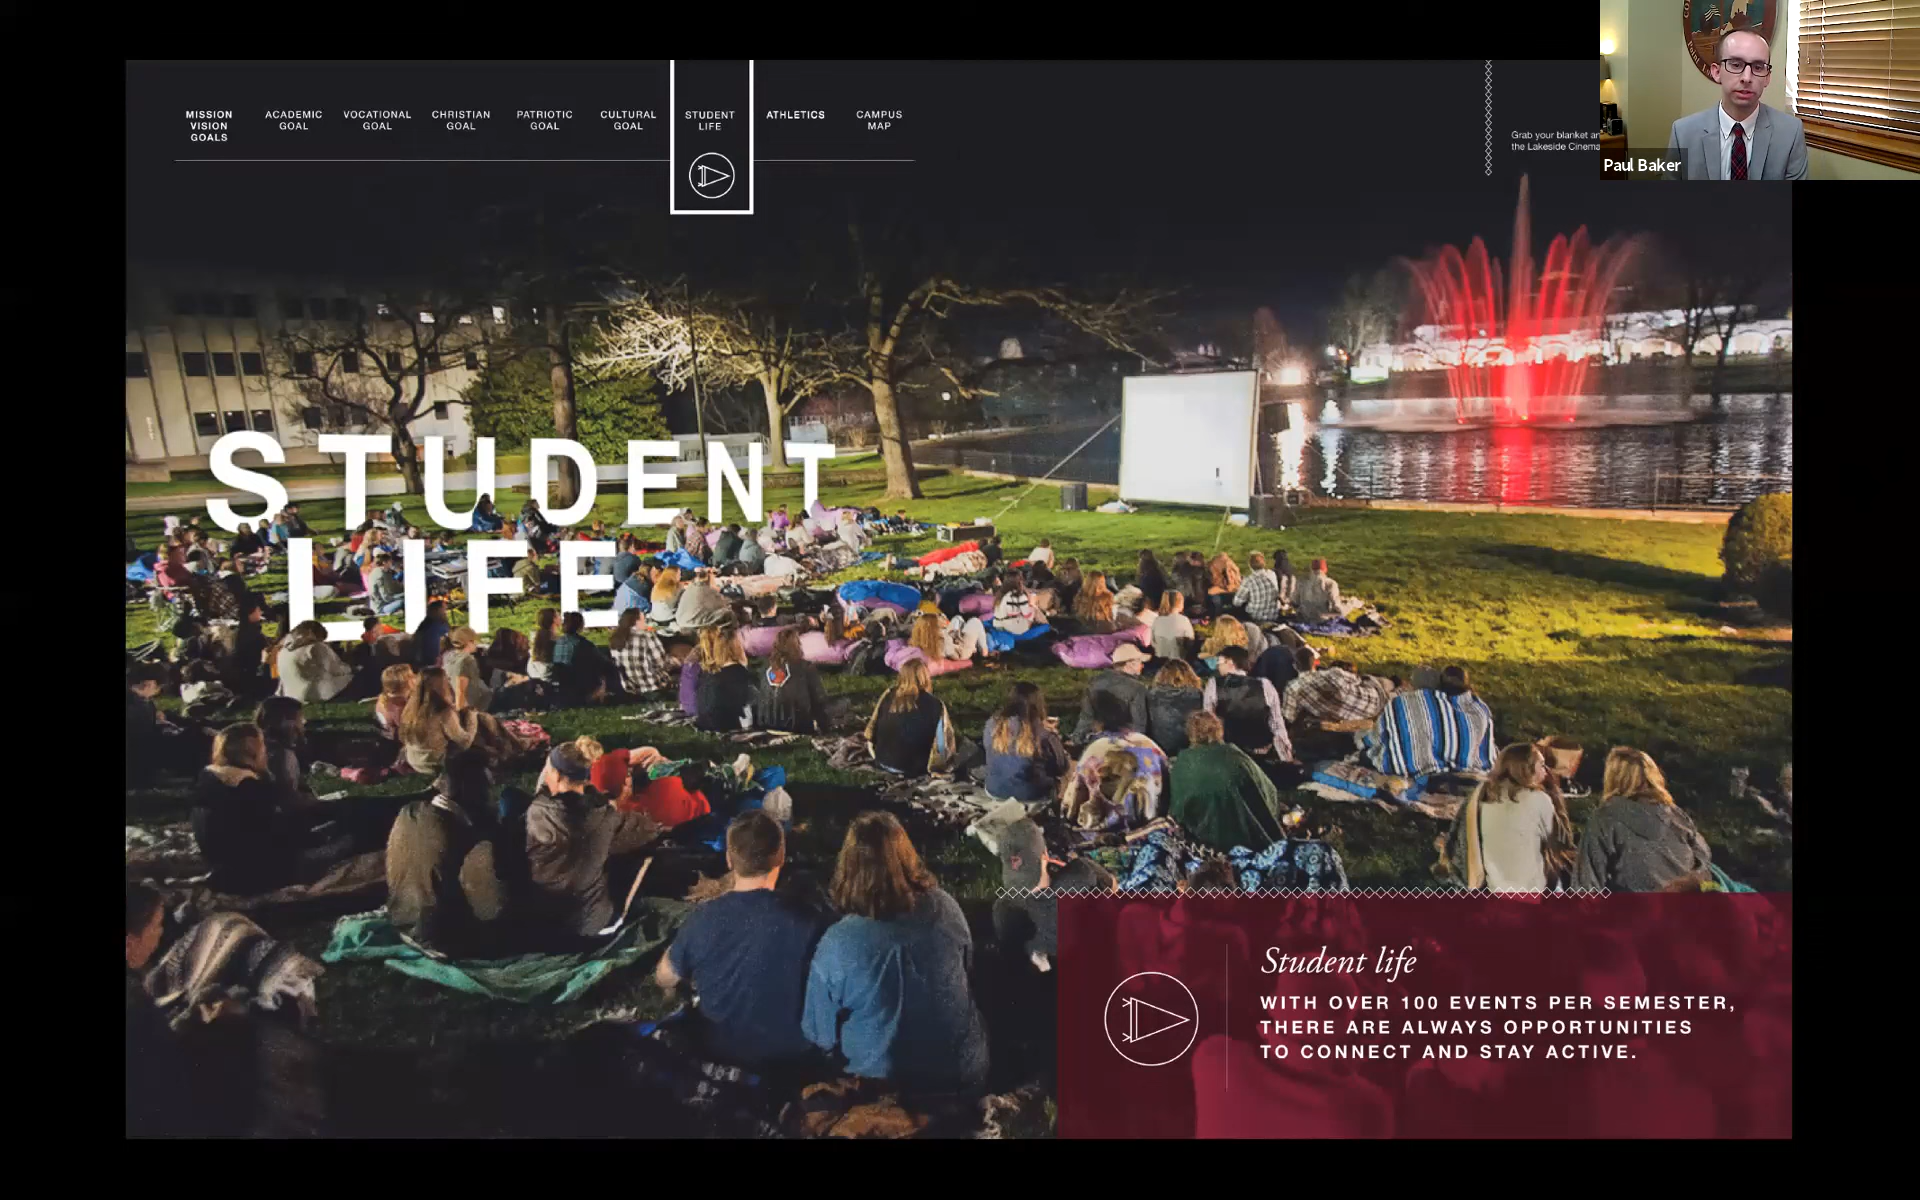 MISSION
VISION
GOALS
ACADEMIC
GOAL
VOCATIONAL
GOAL
CHRISTIAN
GOAL
PATRIOTIC
GOAL
CULTURAL
GOAL
STUDENT
LIFE
ATHLETICS
CAMPUS
MAP
Grab your blanket an
the Lakeside Cinema
Paul Baker
STUDENT
LIFE
Student life
WITH OVER 100 EVENTS PER SEMESTER,
THERE ARE ALWAYS OPPORTUNITIES
TO CONNECT AND STAY ACTIVE.